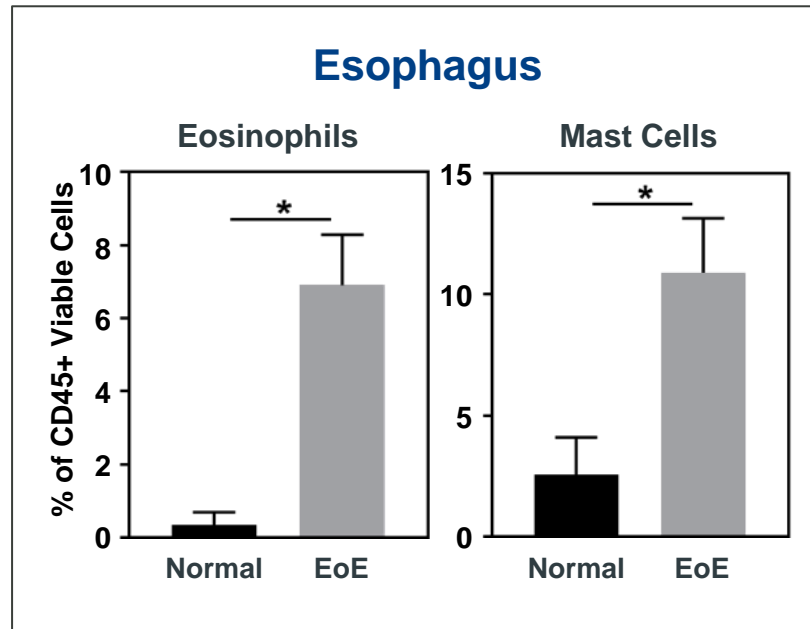 Esophagus
Eosinophils
% of CD45+ Viable Cells
10
8
6
4
2
0
*
Normal EoE
Mast Cells
15
10
5
0
*
Normal EoE